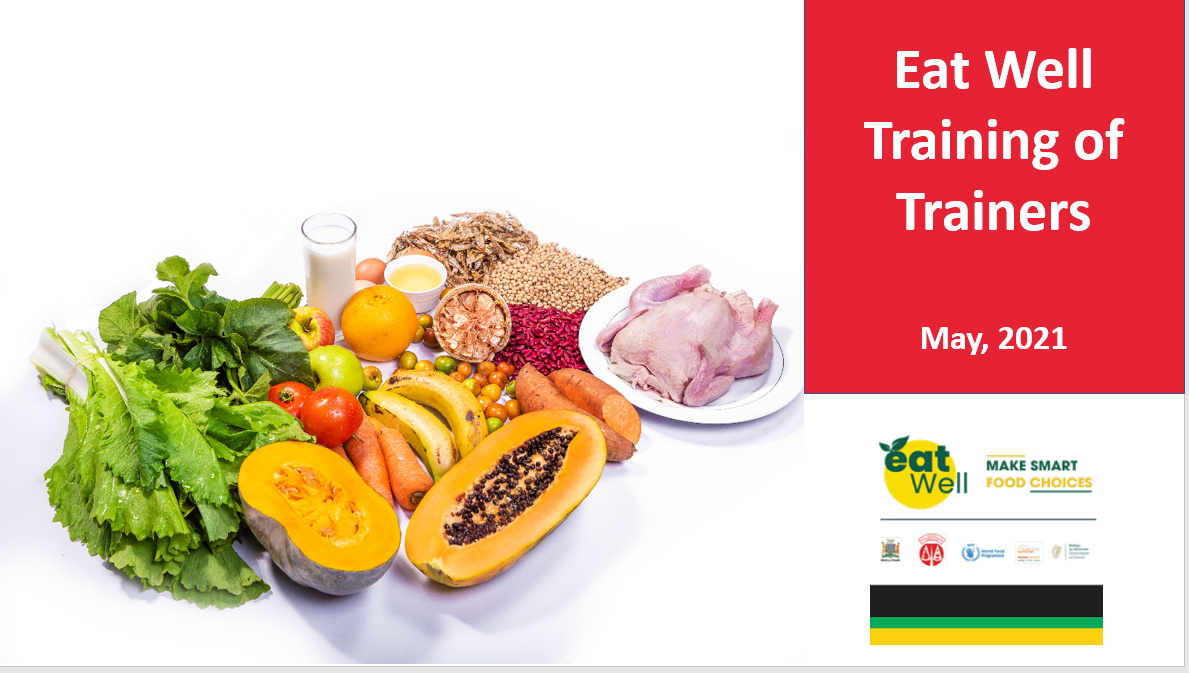 Eat Well
Training of
Trainers
May, 2021
eat
Well
MAKE SMART
FOOD CHOICES
World Food
Programme